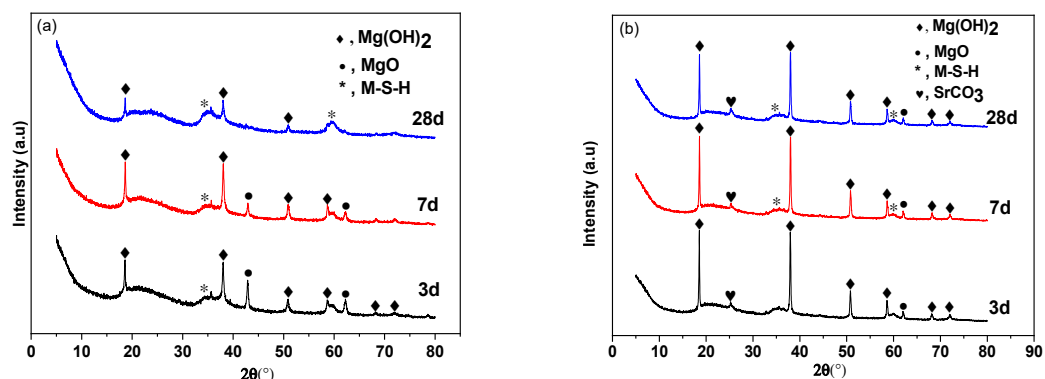 (a)
♦, Mg(OH)2
●, MgO
*, M-S-H
28d
7d
3d
Intensity (a.u)
0 10 20 30 40 50 60 70 80
2θ(°)
(b)
♦, Mg(OH)2
●, MgO
*, M-S-H
♥, SrCO3
28d
7d
3d
Intensity (a.u)
0 10 20 30 40 50 60 70 80 90
2θ(°)